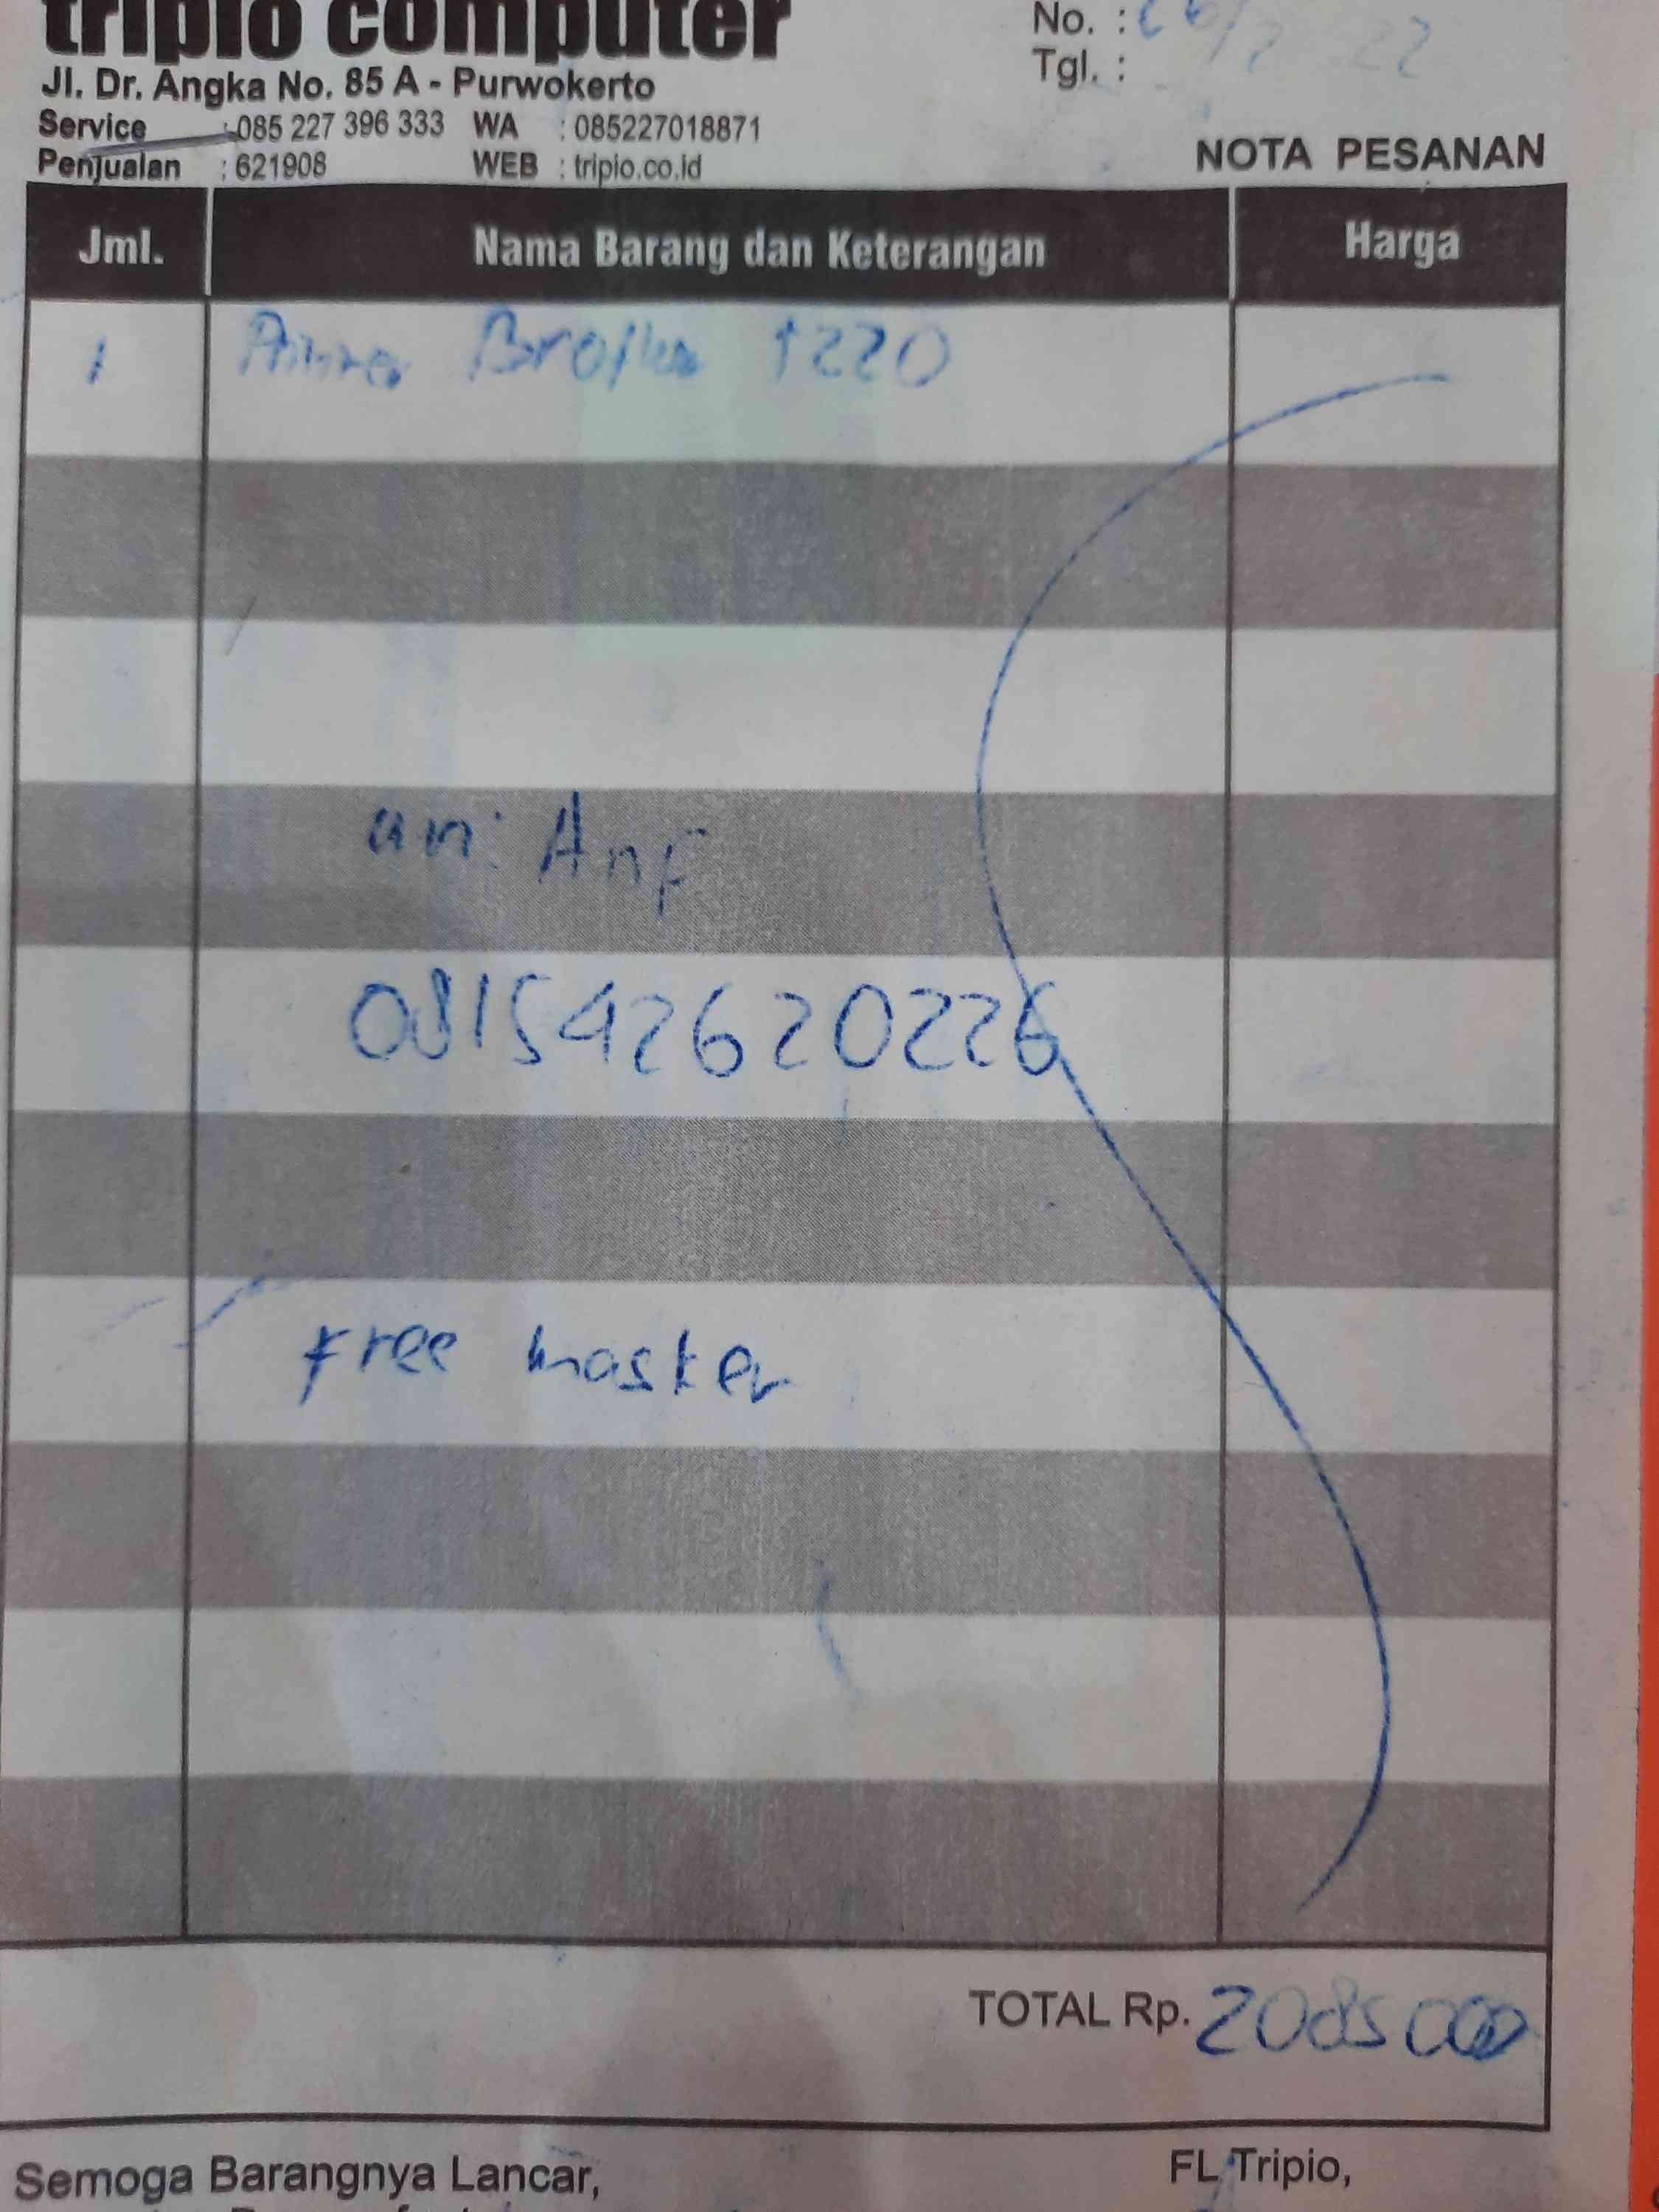 tripio computer
No. :
Tgl. :
Jl. Dr. Angka No. 85 A - Purwokerto
Service : 085 227 396 333 WA : 085227018871
Penjualan : 621908 WEB : tripio.co.id
NOTA PESANAN
Jml. Nama Barang dan Keterangan Harga
1 Printer Brother T220
an: Anf
081542620226
Free masker
TOTAL Rp. 2085000
Semoga Barangnya Lancar,
FL Tripio,